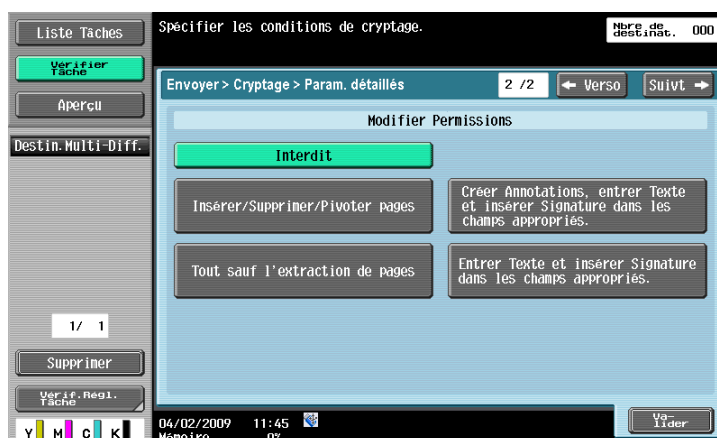 Liste Tâches
Spécifier les conditions de cryptage.
Nbre de
destinat.
000
Vérifier
Tâche
Envoyer > Cryptage > Param. détaillés
2 /2
Verso
Suivt
Aperçu
Modifier Permissions
Destin.Multi-Diff.
Interdit
Insérer/Supprimer/Pivoter pages
Créer Annotations, entrer Texte
et insérer Signature dans les
champs appropriés.
Tout sauf l'extraction de pages
Entrer Texte et insérer Signature
dans les champs appropriés.
1/ 1
Supprimer
Vérif.Régl.
Tâche
Y M C K
04/02/2009 11:45
Mémoire 0%
Va-
lider